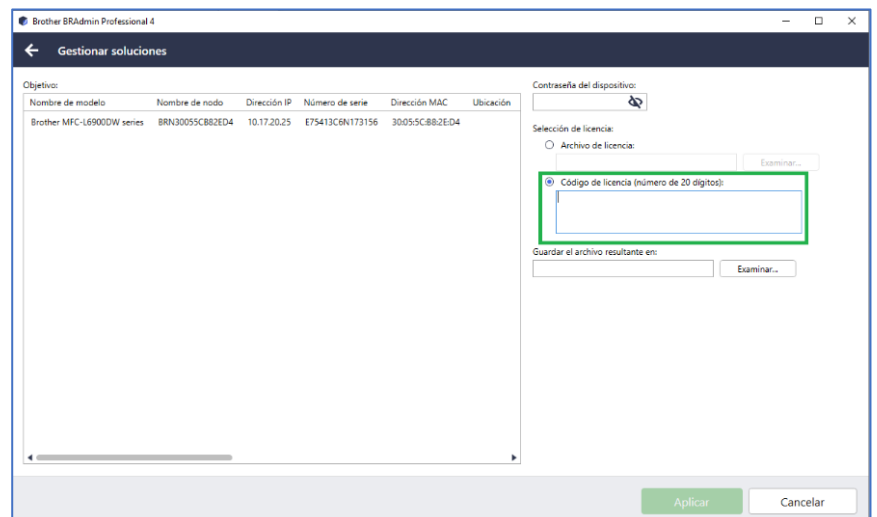 Brother BRAdmin Professional 4
Gestionar soluciones
Objetivo:
Nombre de modelo Nombre de nodo Dirección IP Número de serie Dirección MAC Ubicación
Brother MFC-L6900DW series BRN30055CB82ED4 10.17.20.25 E75413C6N173156 30:05:5C:B8:2E:D4
Contraseña del dispositivo:
Selección de licencia:
Archivo de licencia:
Examinar...
Código de licencia (número de 20 dígitos):
Guardar el archivo resultante en:
Examinar...
Aplicar Cancelar